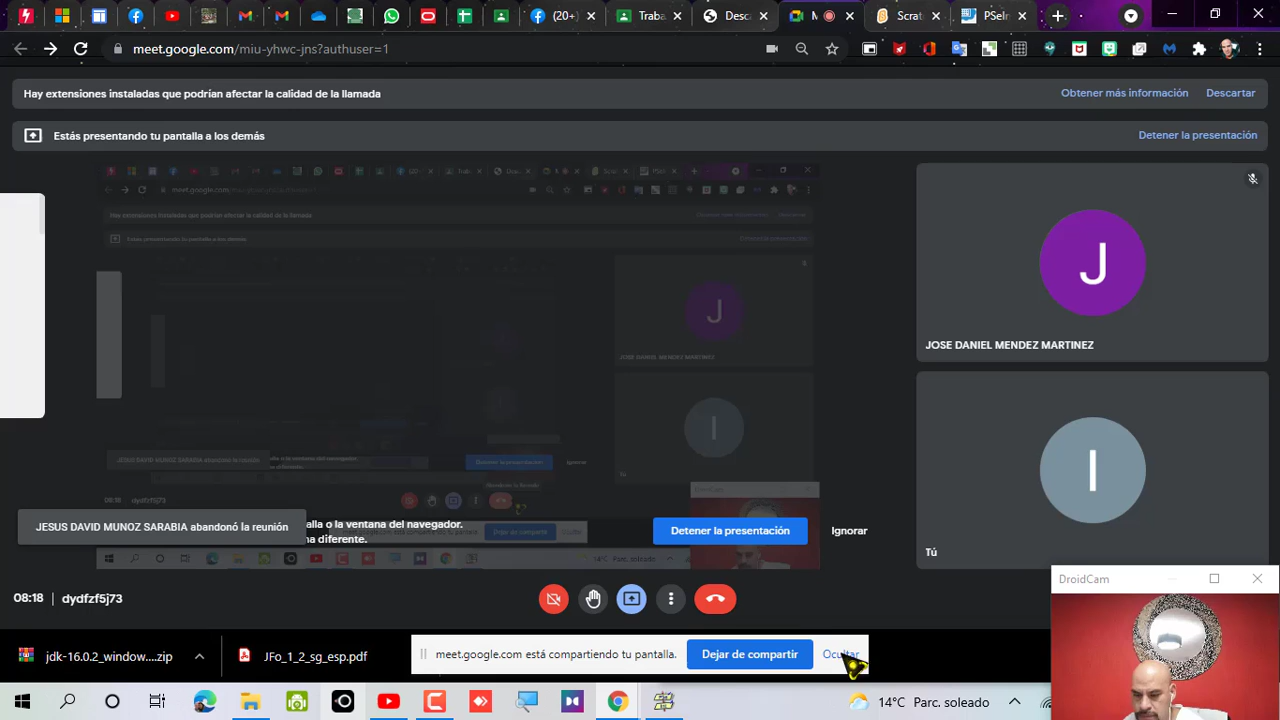 (20+)
Traba
Desca
M
Scrat
PSeIn
meet.google.com/miu-yhwc-jns?authuser=1
Hay extensiones instaladas que podrían afectar la calidad de la llamada
Obtener más información
Descartar
Estás presentando tu pantalla a los demás
Detener la presentación
J
JOSE DANIEL MENDEZ MARTINEZ
I
Tú
JESUS DAVID MUNOZ SARABIA abandonó la reunión
alla o la ventana del navegador.
na diferente.
Detener la presentación
Ignorar
08:18 | dydfzf5j73
DroidCam
jdk-16.0.2_window....zip
JFo_1_2_sg_esp.pdf
meet.google.com está compartiendo tu pantalla.
Dejar de compartir
Ocultar
14°C Parc. soleado